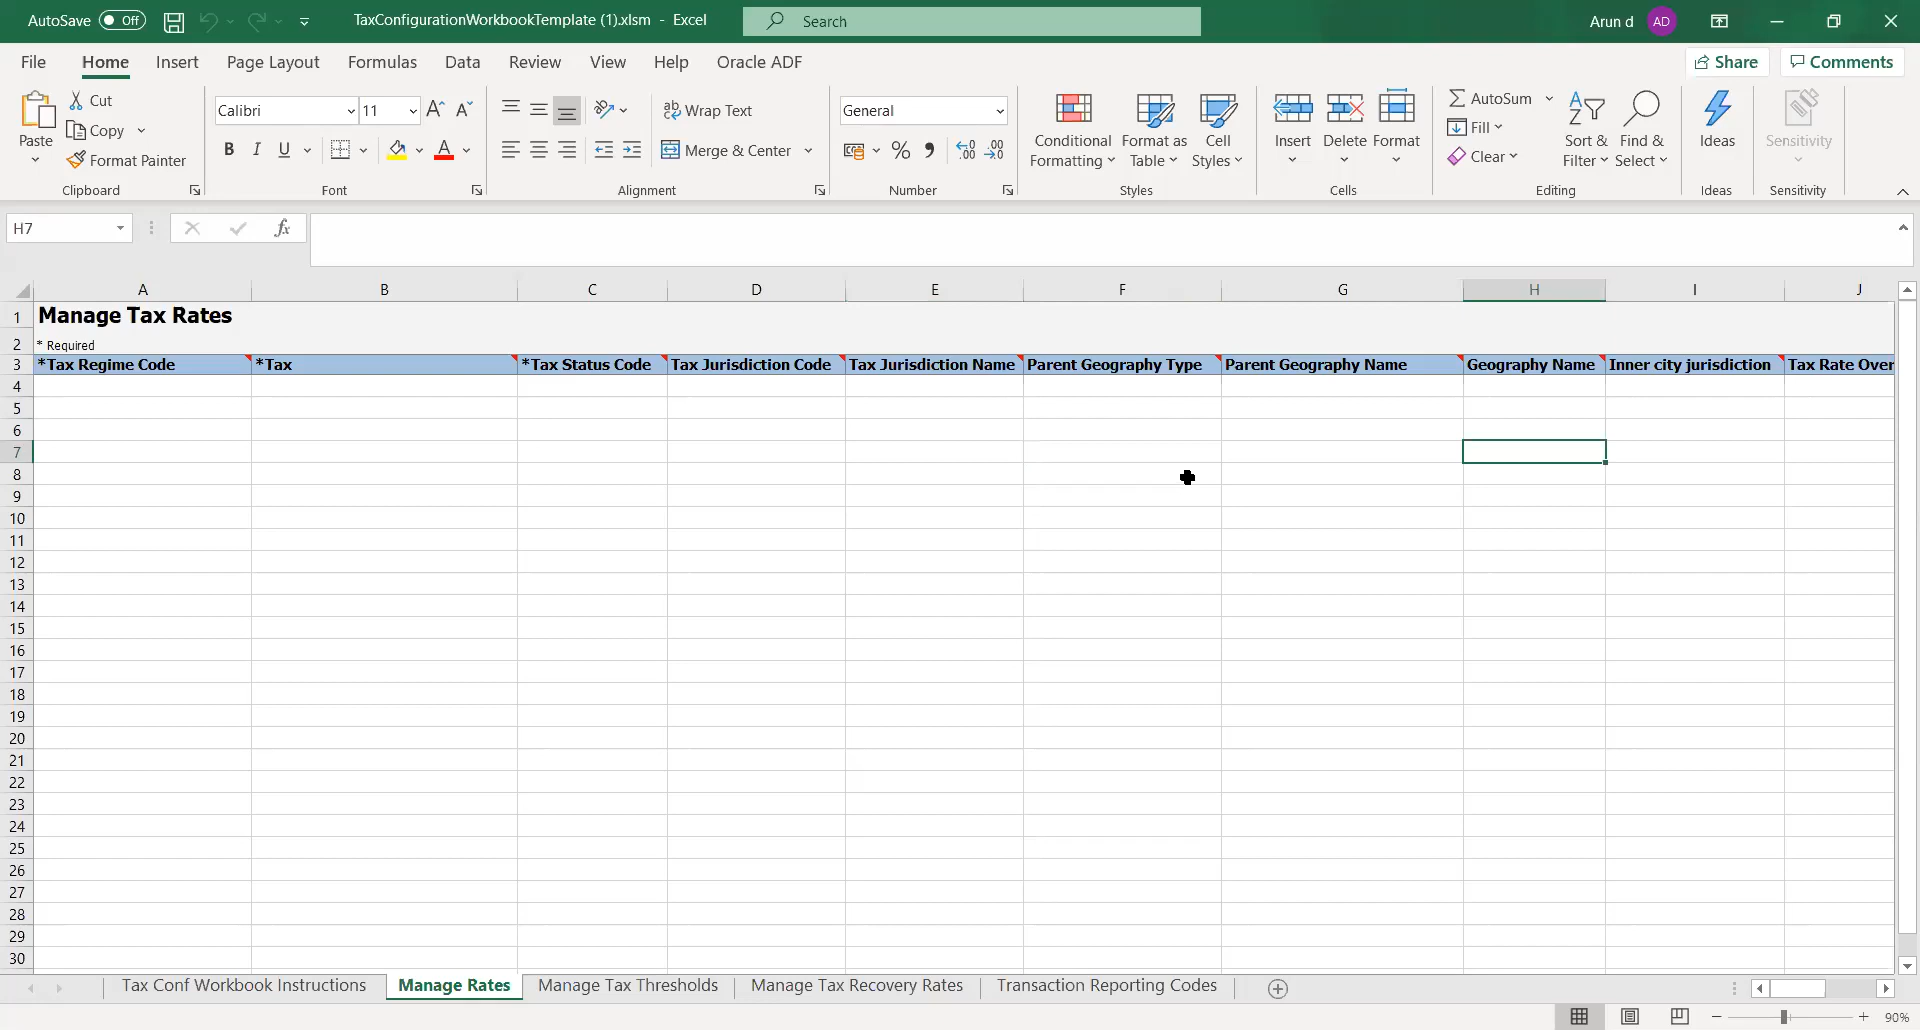 AutoSave Off TaxConfigurationWorkbookTemplate (1).xlsm - Excel Search Arun d AD
File Home Insert Page Layout Formulas Data Review View Help Oracle ADF Share Comments
Paste Cut Copy Format Painter Clipboard
Calibri 11 A A B I U A Font
ab Wrap Text Merge & Center Alignment
General % Number
Conditional Formatting Format as Table Cell Styles Styles
Insert Delete Format Cells
AutoSum Fill Clear Sort & Filter Find & Select Editing
Ideas Ideas
Sensitivity Sensitivity
H7 fx
A B C D E F G H I J
1 Manage Tax Rates
2 * Required
3 *Tax Regime Code *Tax *Tax Status Code Tax Jurisdiction Code Tax Jurisdiction Name Parent Geography Type Parent Geography Name Geography Name Inner city jurisdiction Tax Rate Over
4
5
6
7
8
9
10
11
12
13
14
15
16
17
18
19
20
21
22
23
24
25
26
27
28
29
30
Tax Conf Workbook Instructions Manage Rates Manage Tax Thresholds Manage Tax Recovery Rates Transaction Reporting Codes
90%